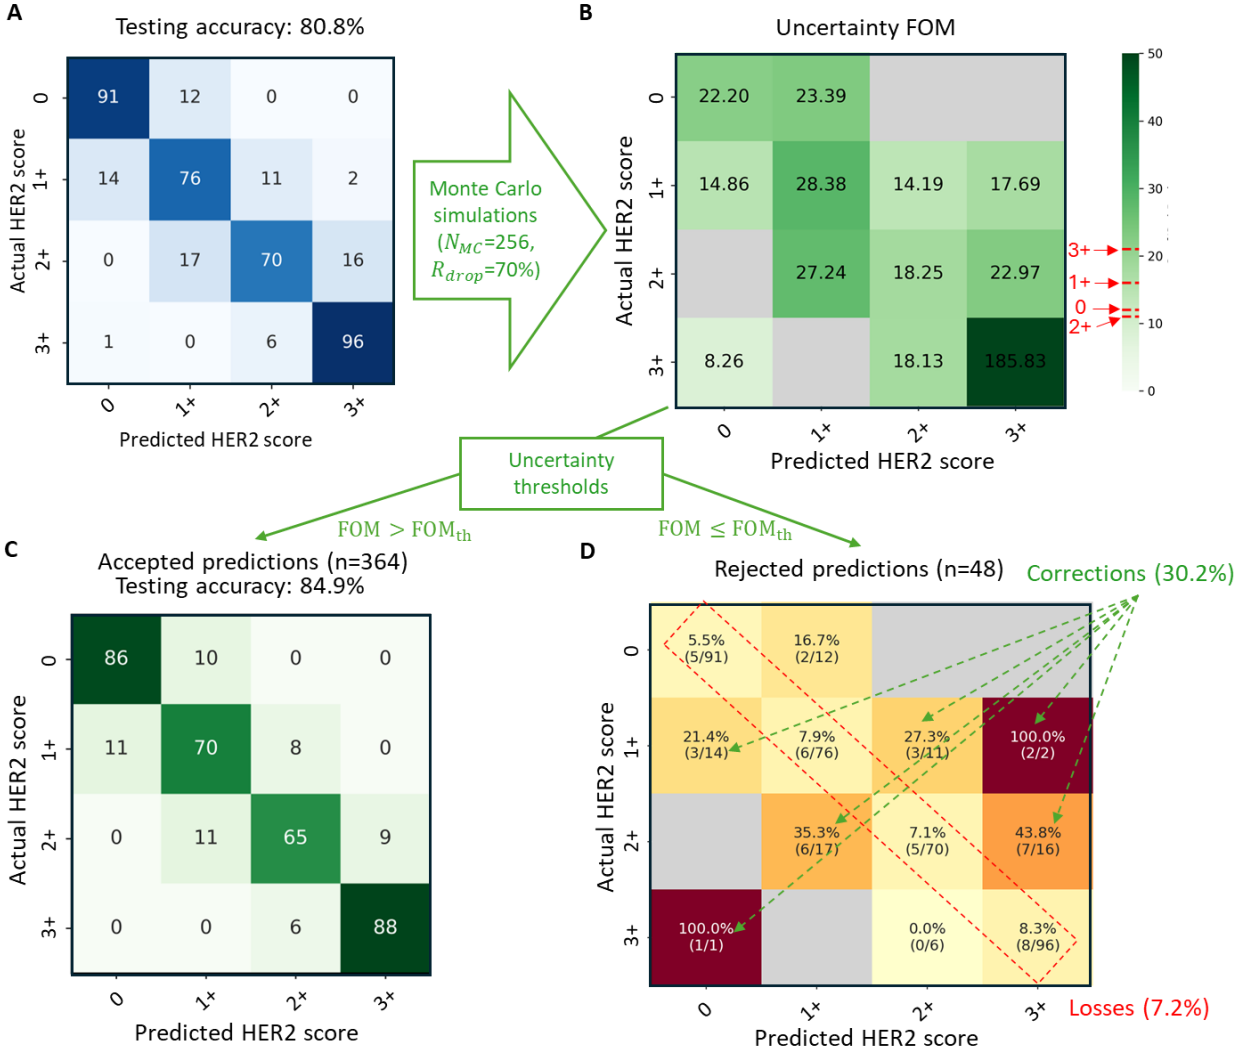 A
Testing accuracy: 80.8%
Actual HER2 score
0
91 12 0 0
1+
14 76 11 2
2+
0 17 70 16
3+
1 0 6 96
0 1+ 2+ 3+
Predicted HER2 score
Monte Carlo
simulations
(N_MC=256,
R_drop=70%)
B
Uncertainty FOM
Actual HER2 score
0
22.20 23.39
1+
14.86 28.38 14.19 17.69
2+
27.24 18.25 22.97
3+
8.26 18.13 185.83
0 1+ 2+ 3+
Predicted HER2 score
50
40
30
20
10
0
3+
1+
0
2+
Uncertainty
thresholds
FOM > FOM_th
FOM ≤ FOM_th
C
Accepted predictions (n=364)
Testing accuracy: 84.9%
Actual HER2 score
0
86 10 0 0
1+
11 70 8 0
2+
0 11 65 9
3+
0 0 6 88
0 1+ 2+ 3+
Predicted HER2 score
D
Rejected predictions (n=48)
Corrections (30.2%)
Actual HER2 score
0
5.5% 16.7%
(5/91) (2/12)
1+
21.4% 7.9% 27.3% 100.0%
(3/14) (6/76) (3/11) (2/2)
2+
35.3% 7.1% 43.8%
(6/17) (5/70) (7/16)
3+
100.0% 0.0% 8.3%
(1/1) (0/6) (8/96)
0 1+ 2+ 3+
Losses (7.2%)
Predicted HER2 score